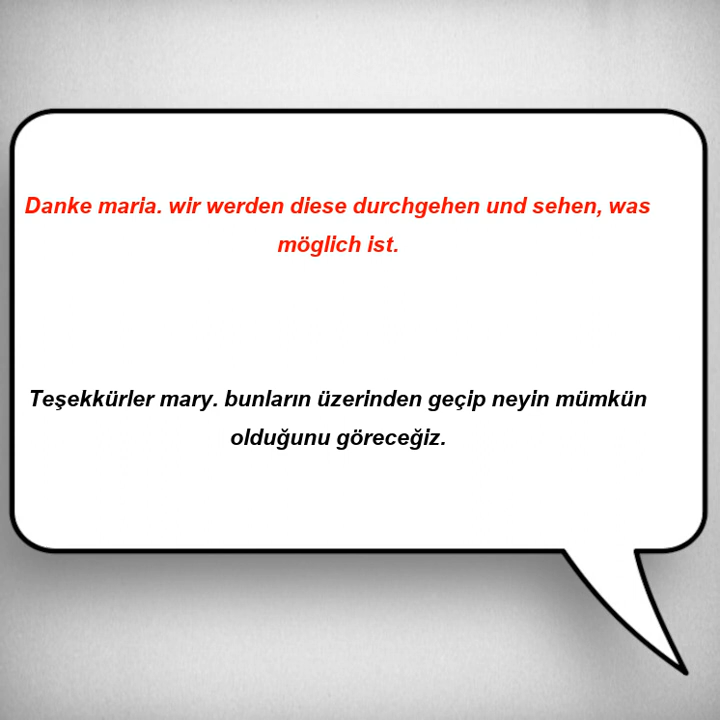 Danke maria. wir werden diese durchgehen und sehen, was
möglich ist.
Teşekkürler mary. bunların üzerinden geçip neyin mümkün
olduğunu göreceğiz.